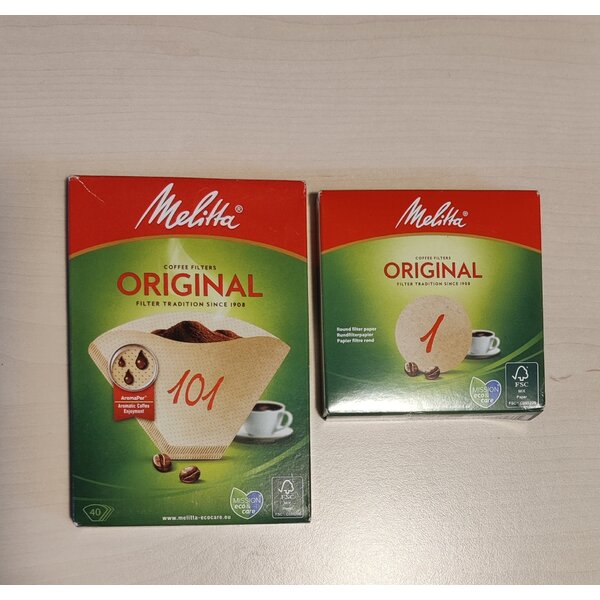 Melitta®
COFFEE FILTERS
ORIGINAL
FILTER TRADITION SINCE 1908
101
AromaPor®
Aromatic Coffee
Enjoyment
40
www.melitta-ecocare.eu
MISSION
eco &
care
FSC
MIX
Paper
Melitta®
COFFEE FILTERS
ORIGINAL
FILTER TRADITION SINCE 1908
1
Round filter paper
Rundfilterpapier
Papier filtre rond
MISSION
eco &
care
FSC
MIX
Paper